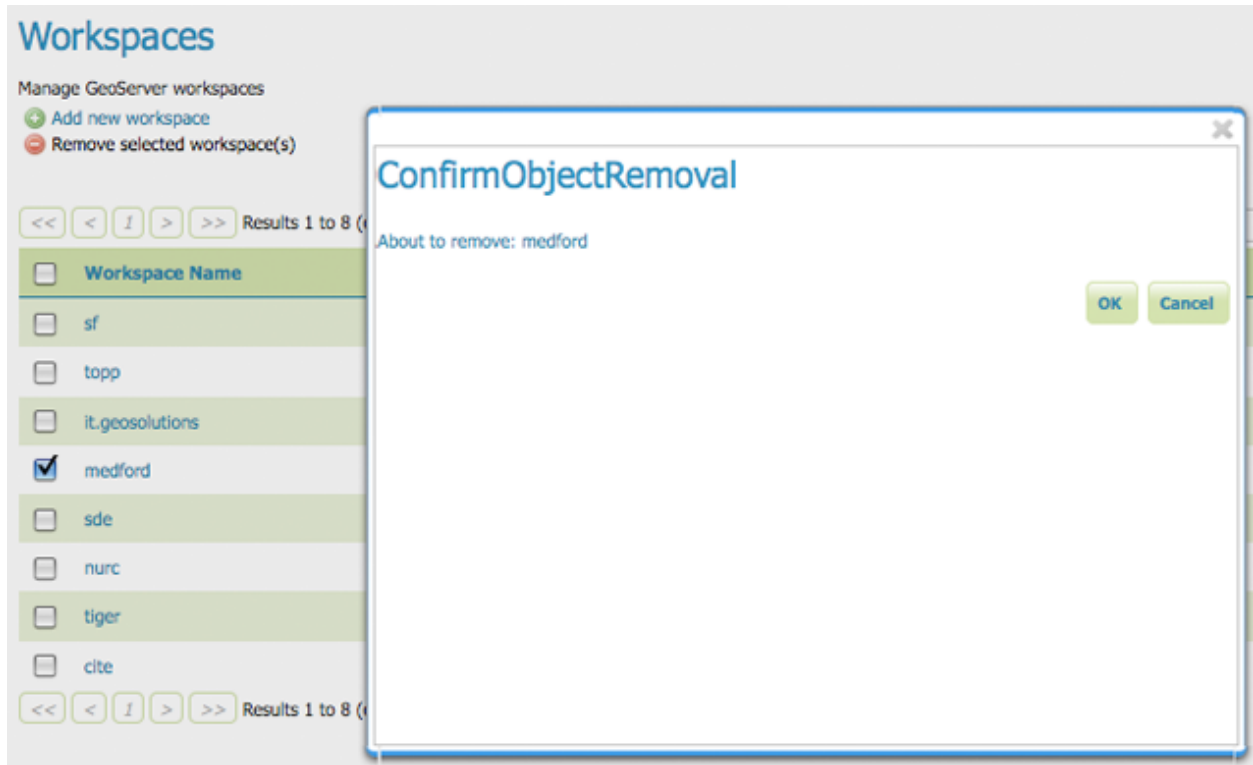 Workspaces
Manage GeoServer workspaces
Add new workspace
Remove selected workspace(s)
<< < 1 > >> Results 1 to 8 (
Workspace Name
sf
topp
it.geosolutions
medford
sde
nurc
tiger
cite
<< < 1 > >> Results 1 to 8 (
ConfirmObjectRemoval
About to remove: medford
OK Cancel